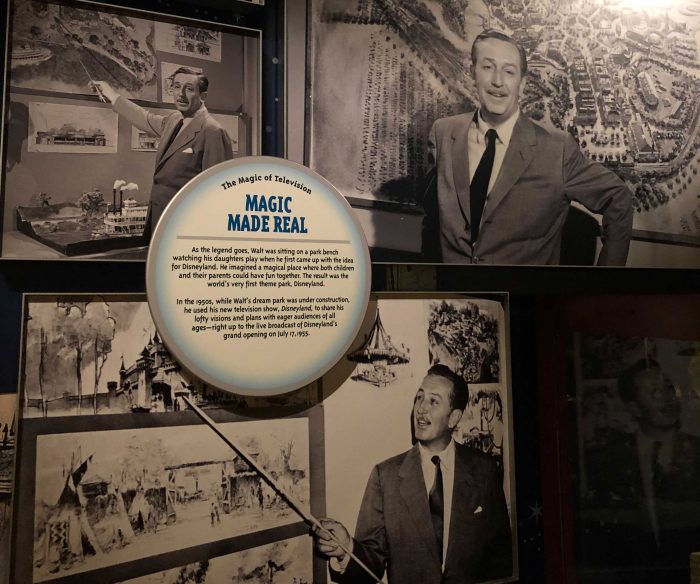 The Magic of Television
MAGIC
MADE REAL
As the legend goes, Walt was sitting on a park bench
watching his daughters play when he first came up with the idea
for Disneyland. He imagined a magical place where both children
and their parents could have fun together. The result was the
world's very first theme park, Disneyland.
In the 1950s, while Walt's dream park was under construction,
he used his new television show, Disneyland, to share his
lofty visions and plans with eager audiences of all
ages—right up to the live broadcast of Disneyland's
grand opening on July 17, 1955.